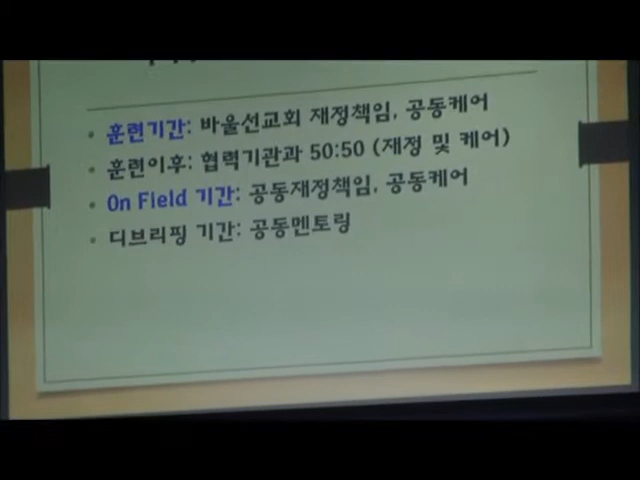 • 훈련기간: 바울선교회 재정책임, 공동케어
• 훈련이후: 협력기관과 50:50 (재정 및 케어)
• On Field 기간: 공동재정책임, 공동케어
• 디브리핑 기간: 공동멘토링